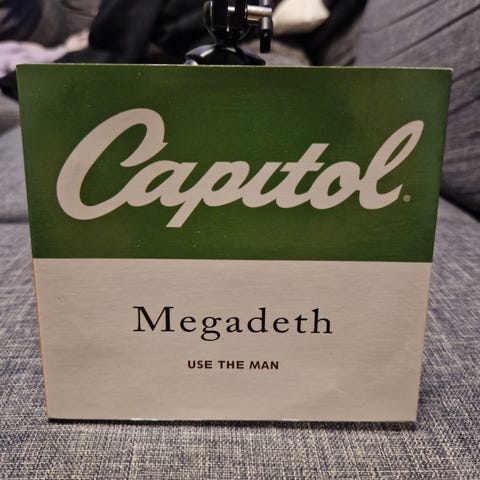 Capitol®
Megadeth
USE THE MAN